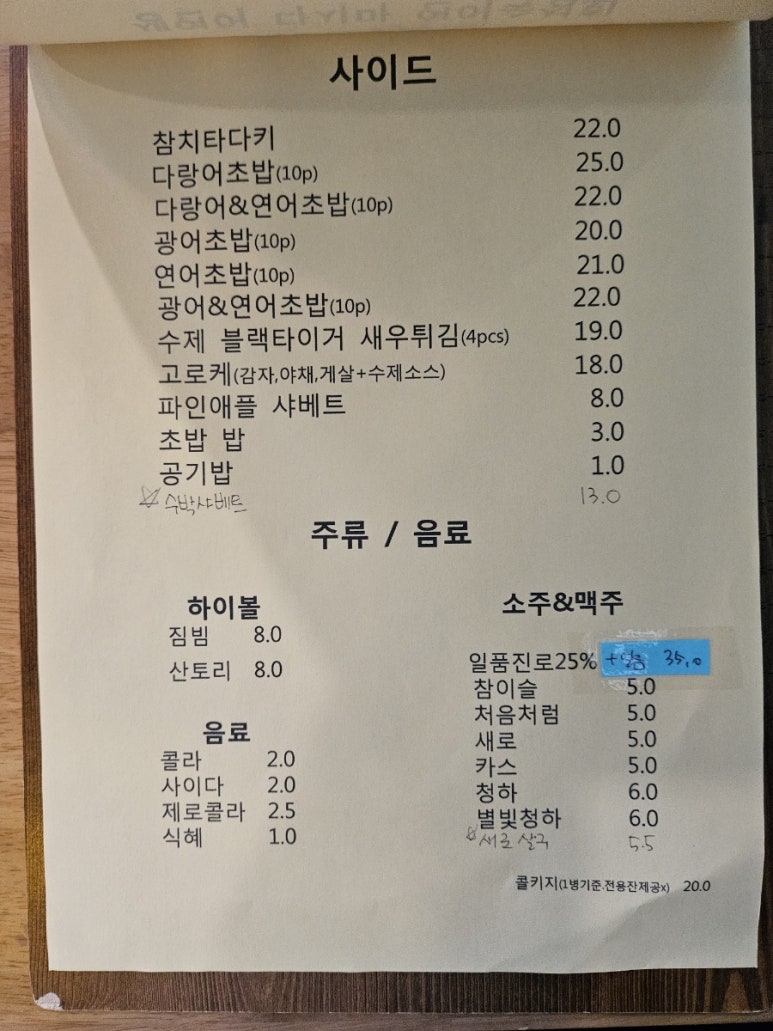 사이드
참치타다키 22.0
다랑어초밥(10p) 25.0
다랑어&연어초밥(10p) 22.0
광어초밥(10p) 20.0
연어초밥(10p) 21.0
광어&연어초밥(10p) 22.0
수제 블랙타이거 새우튀김(4pcs) 19.0
고로케(감자,야채,게살+수제소스) 18.0
파인애플 샤베트 8.0
초밥 밥 3.0
공기밥 1.0
☆ 수박샤베트 13.0
주류 / 음료
하이볼
짐빔 8.0
산토리 8.0
음료
콜라 2.0
사이다 2.0
제로콜라 2.5
식혜 1.0
소주&맥주
일품진로25% +얼음 35.0
참이슬 5.0
처음처럼 5.0
새로 5.0
카스 5.0
청하 6.0
별빛청하 6.0
☆새로 살구 5.5
콜키지(1병기준.전용잔제공x) 20.0